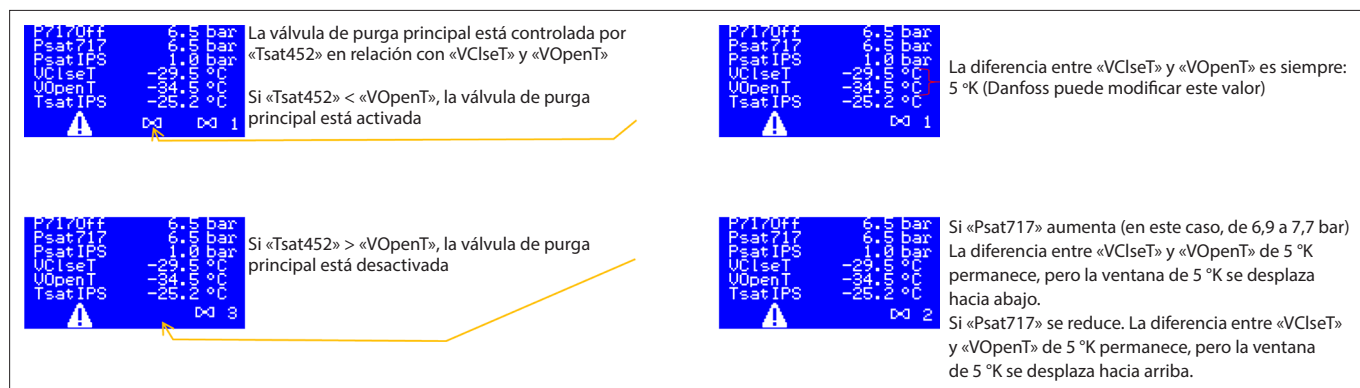 P717Off 6.5 bar
Psat717 6.5 bar
PsatIPS 1.0 bar
VClseT -29.5 °C
VOpenT -34.5 °C
TsatIPS -25.2 °C
1
La válvula de purga principal está controlada por
«Tsat452» en relación con «VClseT» y «VOpenT»
Si «Tsat452» < «VOpenT», la válvula de purga
principal está activada
P717Off 6.5 bar
Psat717 6.5 bar
PsatIPS 1.0 bar
VClseT -29.5 °C
VOpenT -34.5 °C
TsatIPS -25.2 °C
1
La diferencia entre «VClseT» y «VOpenT» es siempre:
5 °K (Danfoss puede modificar este valor)
P717Off 6.5 bar
Psat717 6.5 bar
PsatIPS 1.0 bar
VClseT -29.5 °C
VOpenT -34.5 °C
TsatIPS -25.2 °C
3
Si «Tsat452» > «VOpenT», la válvula de purga
principal está desactivada
P717Off 6.5 bar
Psat717 6.5 bar
PsatIPS 1.0 bar
VClseT -29.5 °C
VOpenT -34.5 °C
TsatIPS -25.2 °C
2
Si «Psat717» aumenta (en este caso, de 6,9 a 7,7 bar)
La diferencia entre «VClseT» y «VOpenT» de 5 °K
permanece, pero la ventana de 5 °K se desplaza
hacia abajo.
Si «Psat717» se reduce. La diferencia entre «VClseT»
y «VOpenT» de 5 °K permanece, pero la ventana
de 5 °K se desplaza hacia arriba.